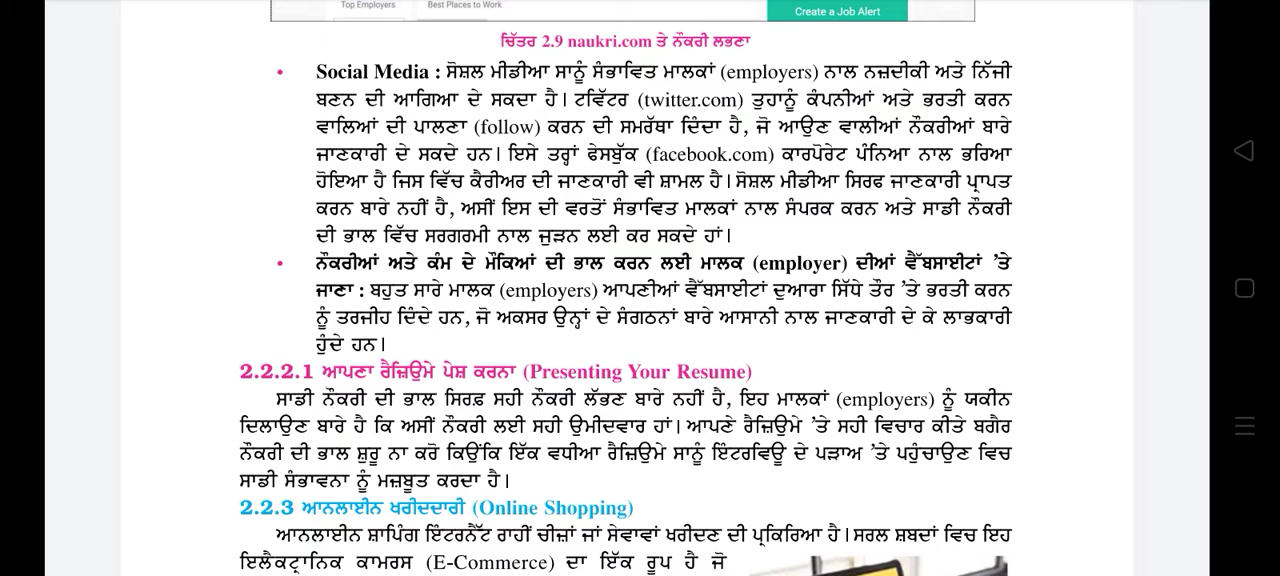 Top Employers Best Places to Work Create a Job Alert
ਚਿੱਤਰ 2.9 naukri.com ਤੇ ਨੌਕਰੀ ਲਭਣਾ
• Social Media : ਸੋਸ਼ਲ ਮੀਡੀਆ ਸਾਨੂੰ ਸੰਭਾਵਿਤ ਮਾਲਕਾਂ (employers) ਨਾਲ ਨਜ਼ਦੀਕੀ ਅਤੇ ਨਿੱਜੀ
ਬਣਨ ਦੀ ਆਗਿਆ ਦੇ ਸਕਦਾ ਹੈ। ਟਵਿੱਟਰ (twitter.com) ਤੁਹਾਨੂੰ ਕੰਪਨੀਆਂ ਅਤੇ ਭਰਤੀ ਕਰਨ
ਵਾਲਿਆਂ ਦੀ ਪਾਲਣਾ (follow) ਕਰਨ ਦੀ ਸਮਰੱਥਾ ਦਿੰਦਾ ਹੈ, ਜੋ ਆਉਣ ਵਾਲੀਆਂ ਨੌਕਰੀਆਂ ਬਾਰੇ
ਜਾਣਕਾਰੀ ਦੇ ਸਕਦੇ ਹਨ। ਇਸੇ ਤਰ੍ਹਾਂ ਫੇਸਬੁੱਕ (facebook.com) ਕਾਰਪੋਰੇਟ ਪੰਨਿਆ ਨਾਲ ਭਰਿਆ
ਹੋਇਆ ਹੈ ਜਿਸ ਵਿੱਚ ਕੈਰੀਅਰ ਦੀ ਜਾਣਕਾਰੀ ਵੀ ਸ਼ਾਮਲ ਹੈ। ਸੋਸ਼ਲ ਮੀਡੀਆ ਸਿਰਫ ਜਾਣਕਾਰੀ ਪ੍ਰਾਪਤ
ਕਰਨ ਬਾਰੇ ਨਹੀਂ ਹੈ, ਅਸੀਂ ਇਸ ਦੀ ਵਰਤੋਂ ਸੰਭਾਵਿਤ ਮਾਲਕਾਂ ਨਾਲ ਸੰਪਰਕ ਕਰਨ ਅਤੇ ਸਾਡੀ ਨੌਕਰੀ
ਦੀ ਭਾਲ ਵਿੱਚ ਸਰਗਰਮੀ ਨਾਲ ਜੁੜਨ ਲਈ ਕਰ ਸਕਦੇ ਹਾਂ।
• ਨੌਕਰੀਆਂ ਅਤੇ ਕੰਮ ਦੇ ਮੌਕਿਆਂ ਦੀ ਭਾਲ ਕਰਨ ਲਈ ਮਾਲਕ (employer) ਦੀਆਂ ਵੈੱਬਸਾਈਟਾਂ ’ਤੇ
ਜਾਣਾ : ਬਹੁਤ ਸਾਰੇ ਮਾਲਕ (employers) ਆਪਣੀਆਂ ਵੈੱਬਸਾਈਟਾਂ ਦੁਆਰਾ ਸਿੱਧੇ ਤੌਰ ’ਤੇ ਭਰਤੀ ਕਰਨ
ਨੂੰ ਤਰਜੀਹ ਦਿੰਦੇ ਹਨ, ਜੋ ਅਕਸਰ ਉਨ੍ਹਾਂ ਦੇ ਸੰਗਠਨਾਂ ਬਾਰੇ ਆਸਾਨੀ ਨਾਲ ਜਾਣਕਾਰੀ ਦੇ ਕੇ ਲਾਭਕਾਰੀ
ਹੁੰਦੇ ਹਨ।
2.2.2.1 ਆਪਣਾ ਰੈਜ਼ਿਊਮੇ ਪੇਸ਼ ਕਰਨਾ (Presenting Your Resume)
ਸਾਡੀ ਨੌਕਰੀ ਦੀ ਭਾਲ ਸਿਰਫ਼ ਸਹੀ ਨੌਕਰੀ ਲੱਭਣ ਬਾਰੇ ਨਹੀਂ ਹੈ, ਇਹ ਮਾਲਕਾਂ (employers) ਨੂੰ ਯਕੀਨ
ਦਿਲਾਉਣ ਬਾਰੇ ਹੈ ਕਿ ਅਸੀਂ ਨੌਕਰੀ ਲਈ ਸਹੀ ਉਮੀਦਵਾਰ ਹਾਂ। ਆਪਣੇ ਰੈਜ਼ਿਉਮੇ ’ਤੇ ਸਹੀ ਵਿਚਾਰ ਕੀਤੇ ਬਗੈਰ
ਨੌਕਰੀ ਦੀ ਭਾਲ ਸ਼ੁਰੂ ਨਾ ਕਰੋ ਕਿਉਂਕਿ ਇੱਕ ਵਧੀਆ ਰੈਜ਼ਿਉਮੇ ਸਾਨੂੰ ਇੰਟਰਵਿਊ ਦੇ ਪੜਾਅ ’ਤੇ ਪਹੁੰਚਾਉਣ ਵਿਚ
ਸਾਡੀ ਸੰਭਾਵਨਾ ਨੂੰ ਮਜ਼ਬੂਤ ਕਰਦਾ ਹੈ।
2.2.3 ਆਨਲਾਈਨ ਖਰੀਦਦਾਰੀ (Online Shopping)
ਆਨਲਾਈਨ ਸ਼ਾਪਿੰਗ ਇੰਟਰਨੈੱਟ ਰਾਹੀਂ ਚੀਜ਼ਾਂ ਜਾਂ ਸੇਵਾਵਾਂ ਖਰੀਦਣ ਦੀ ਪ੍ਰਕਿਰਿਆ ਹੈ। ਸਰਲ ਸ਼ਬਦਾਂ ਵਿਚ ਇਹ
ਇਲੈਕਟ੍ਰਾਨਿਕ ਕਾਮਰਸ (E-Commerce) ਦਾ ਇੱਕ ਰੂਪ ਹੈ ਜੋ